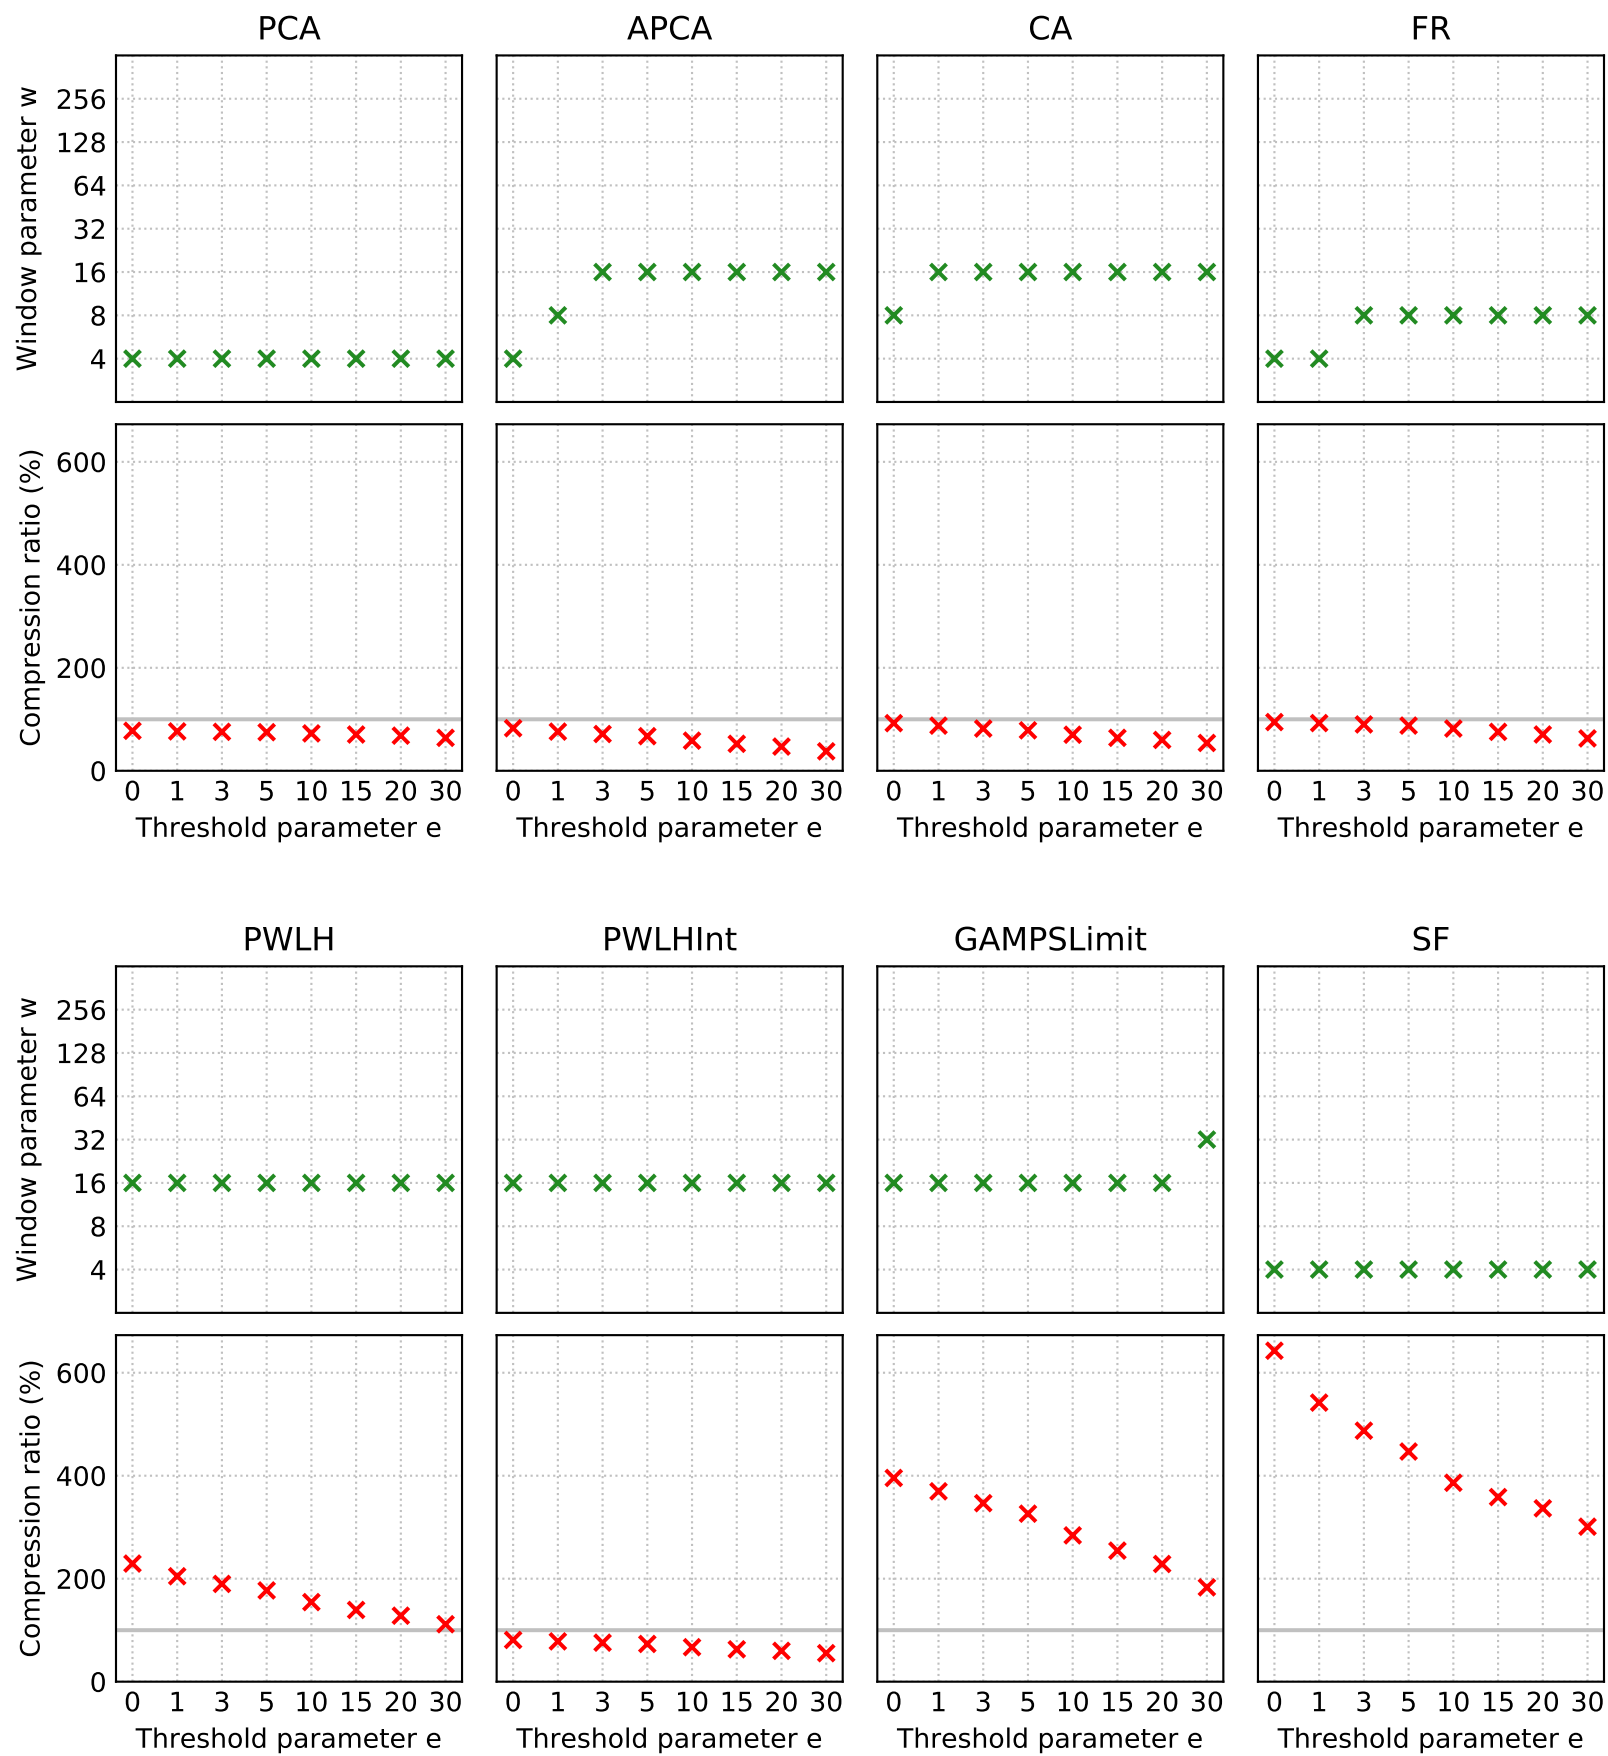 PCA APCA CA FR
Window parameter w
256
128
64
32
16
8
4
Compression ratio (%)
600
400
200
0
0 1 3 5 10 15 20 30 0 1 3 5 10 15 20 30 0 1 3 5 10 15 20 30 0 1 3 5 10 15 20 30
Threshold parameter e Threshold parameter e Threshold parameter e Threshold parameter e
PWLH PWLHInt GAMPSLimit SF
Window parameter w
256
128
64
32
16
8
4
Compression ratio (%)
600
400
200
0
0 1 3 5 10 15 20 30 0 1 3 5 10 15 20 30 0 1 3 5 10 15 20 30 0 1 3 5 10 15 20 30
Threshold parameter e Threshold parameter e Threshold parameter e Threshold parameter e